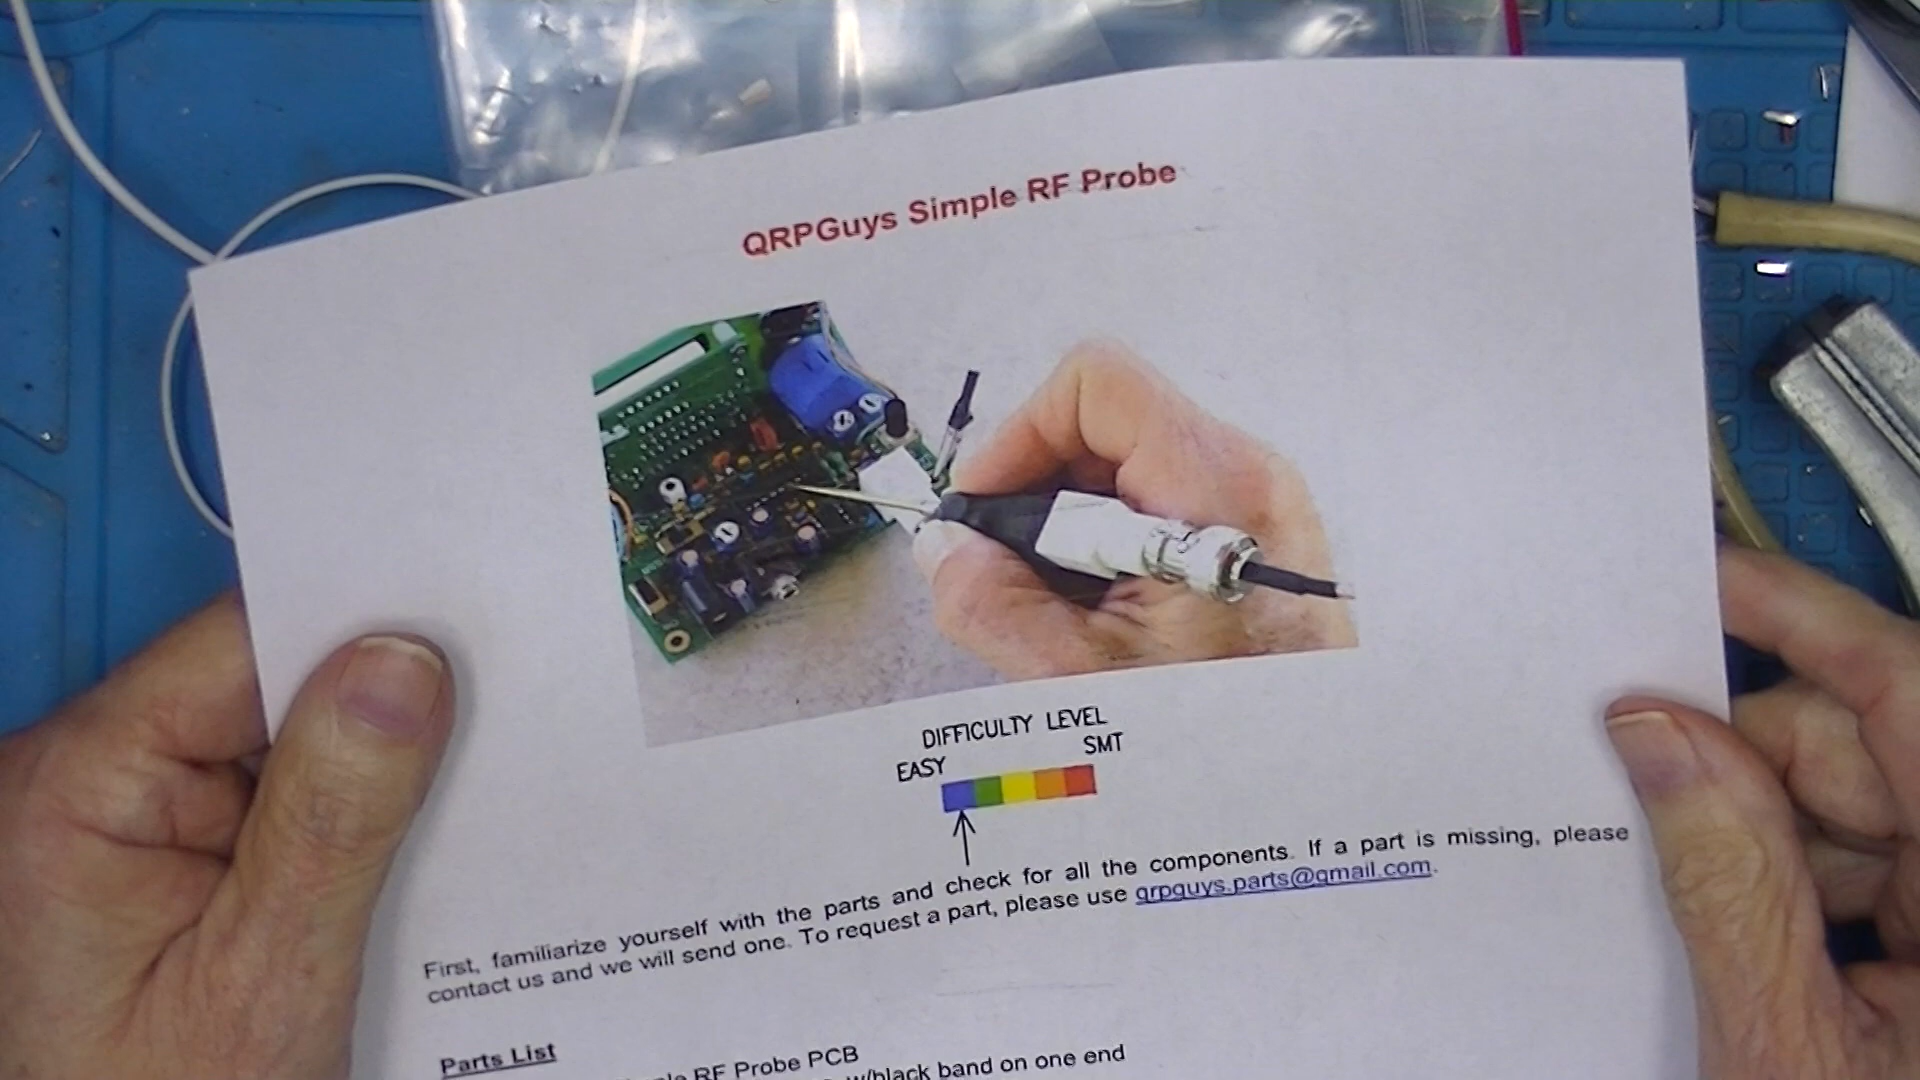 QRPGuys Simple RF Probe
DIFFICULTY LEVEL
EASY SMT
First, familiarize yourself with the parts and check for all the components. If a part is missing, please
contact us and we will send one. To request a part, please use qrpguys.parts@gmail.com.
Parts List
RF Probe PCB
w/black band on one end